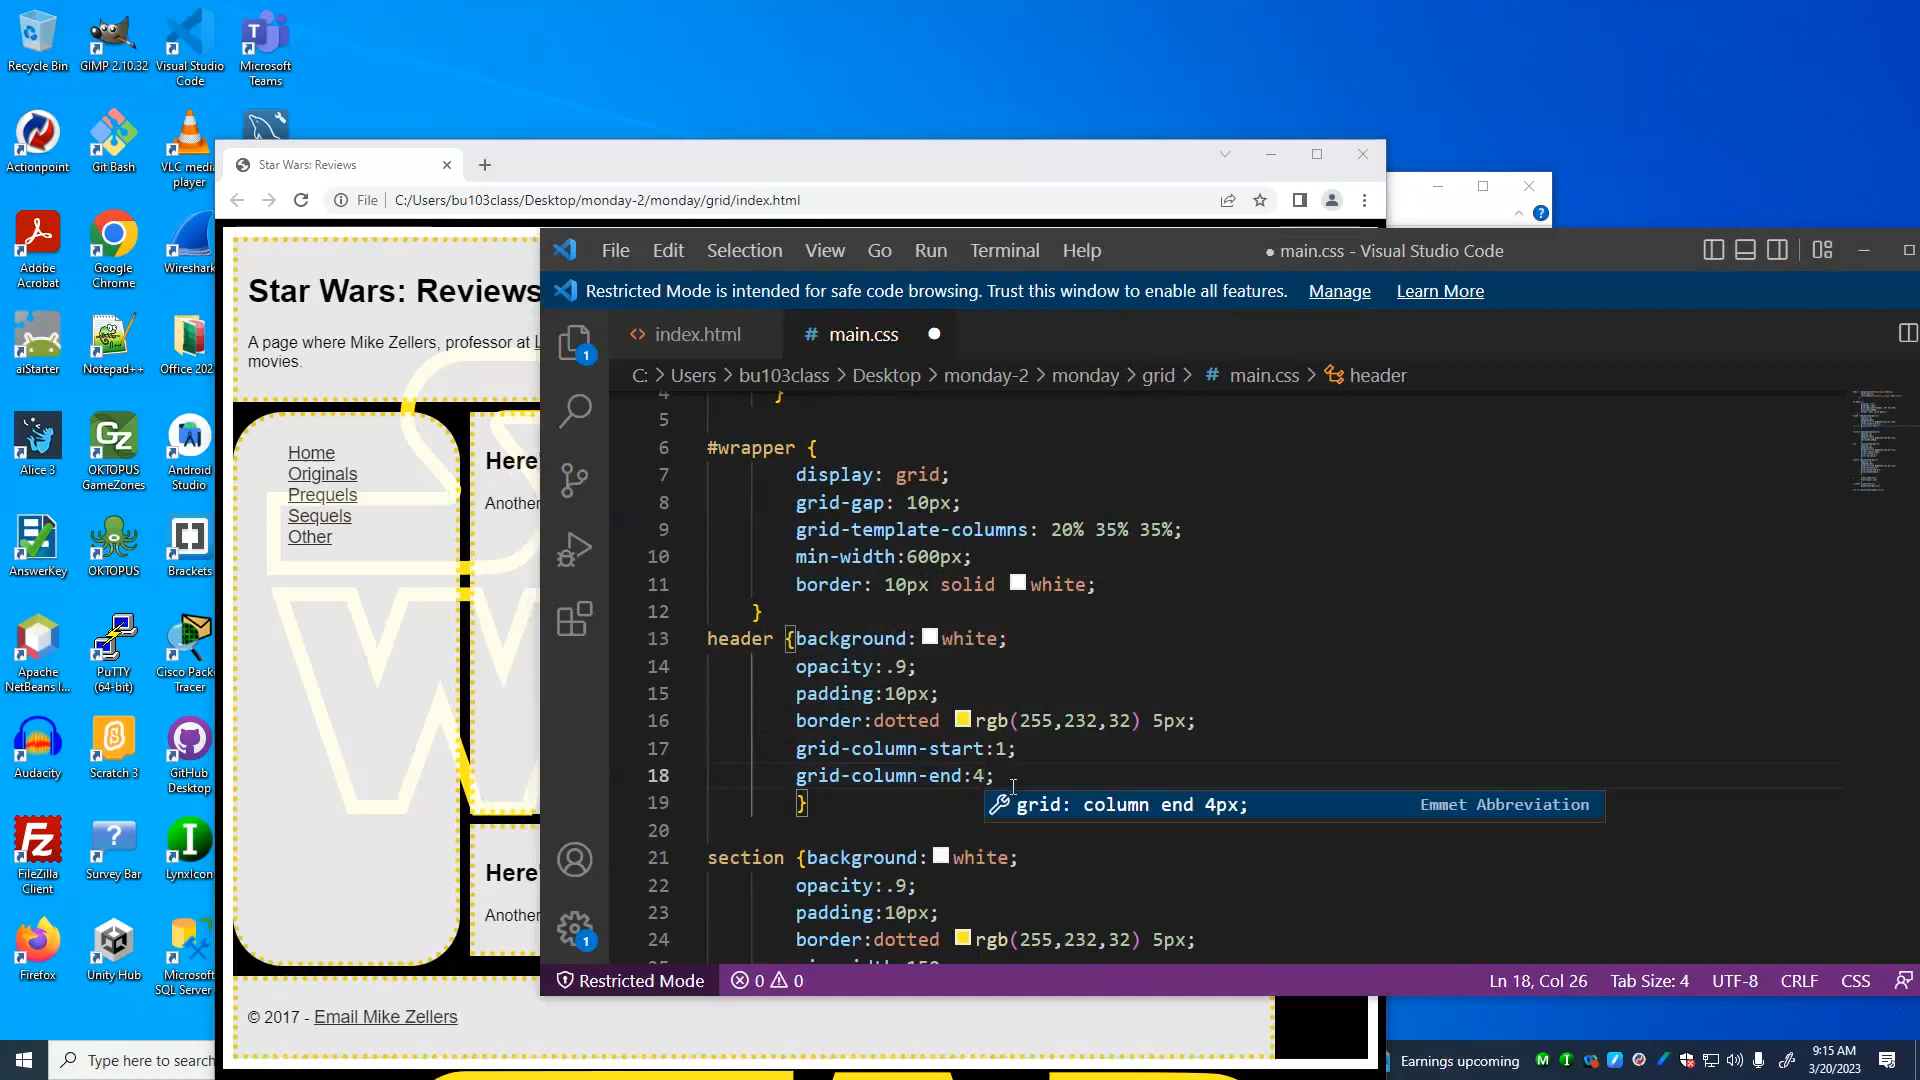 Recycle Bin
GIMP 2.10.32
Visual Studio
Code
Microsoft
Teams
Actionpoint
Git Bash
VLC media
player
Adobe
Acrobat
Google
Chrome
Wireshark
aiStarter
Notepad++
Office 202
Alice 3
OKTOPUS
GameZones
Android
Studio
AnswerKey
OKTOPUS
Brackets
Apache
NetBeans I...
PuTTY
(64-bit)
Cisco Pack
Tracer
Audacity
Scratch 3
GitHub
Desktop
FileZilla
Client
Survey Bar
LynxIcon
Firefox
Unity Hub
Microsoft
SQL Server
Star Wars: Reviews
File
C:/Users/bu103class/Desktop/monday-2/monday/grid/index.html
Star Wars: Reviews
A page where Mike Zellers, professor at
movies.
Home
Originals
Prequels
Sequels
Other
Here'
Another
Here'
Another
© 2017 - Email Mike Zellers
File Edit Selection View Go Run Terminal Help
● main.css - Visual Studio Code
Restricted Mode is intended for safe code browsing. Trust this window to enable all features. Manage Learn More
index.html
# main.css
C: > Users > bu103class > Desktop > monday-2 > monday > grid > # main.css > header
4 }
5
6 #wrapper {
7 display: grid;
8 grid-gap: 10px;
9 grid-template-columns: 20% 35% 35%;
10 min-width:600px;
11 border: 10px solid white;
12 }
13 header {background: white;
14 opacity:.9;
15 padding:10px;
16 border:dotted rgb(255,232,32) 5px;
17 grid-column-start:1;
18 grid-column-end:4;
19 }
grid: column end 4px; Emmet Abbreviation
20
21 section {background: white;
22 opacity:.9;
23 padding:10px;
24 border:dotted rgb(255,232,32) 5px;
Restricted Mode 0 0
Ln 18, Col 26 Tab Size: 4 UTF-8 CRLF CSS
Type here to search
Earnings upcoming
9:15 AM
3/20/2023